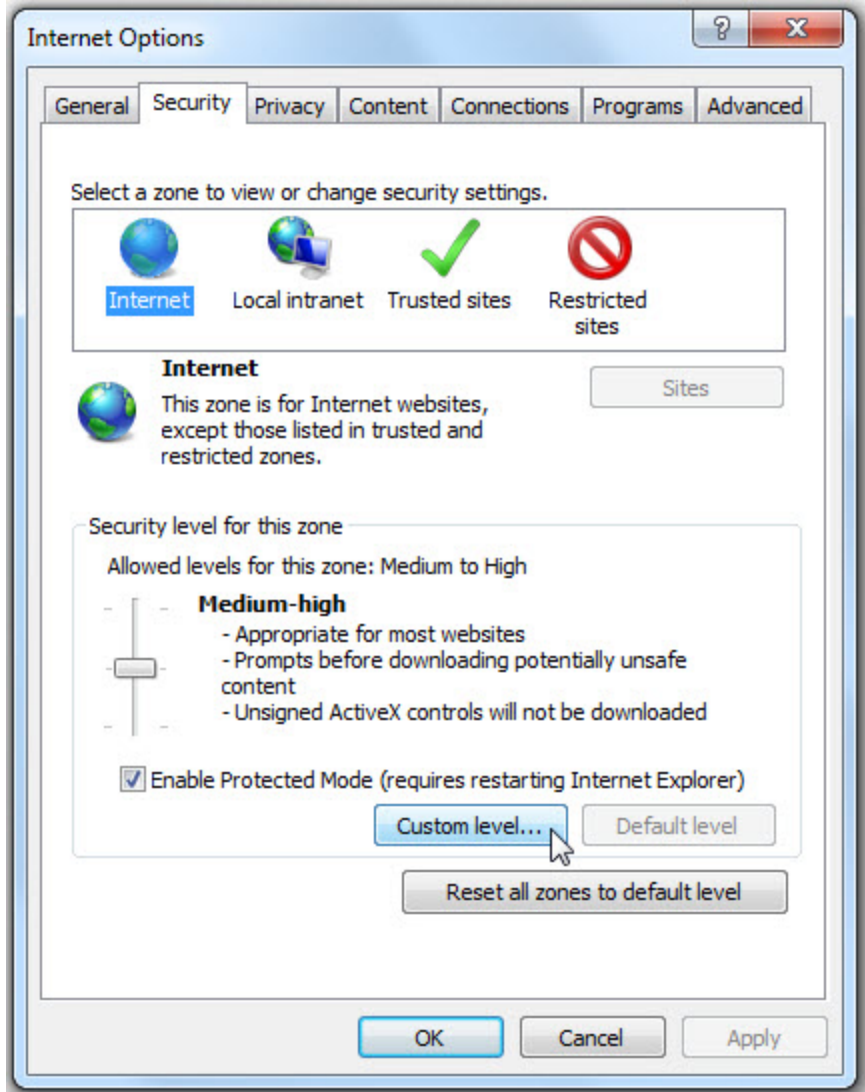 Internet Options
General Security Privacy Content Connections Programs Advanced
Select a zone to view or change security settings.
Internet Local intranet Trusted sites Restricted
sites
Internet
Sites
This zone is for Internet websites,
except those listed in trusted and
restricted zones.
Security level for this zone
Allowed levels for this zone: Medium to High
Medium-high
- Appropriate for most websites
- Prompts before downloading potentially unsafe
content
- Unsigned ActiveX controls will not be downloaded
Enable Protected Mode (requires restarting Internet Explorer)
Custom level... Default level
Reset all zones to default level
OK Cancel Apply